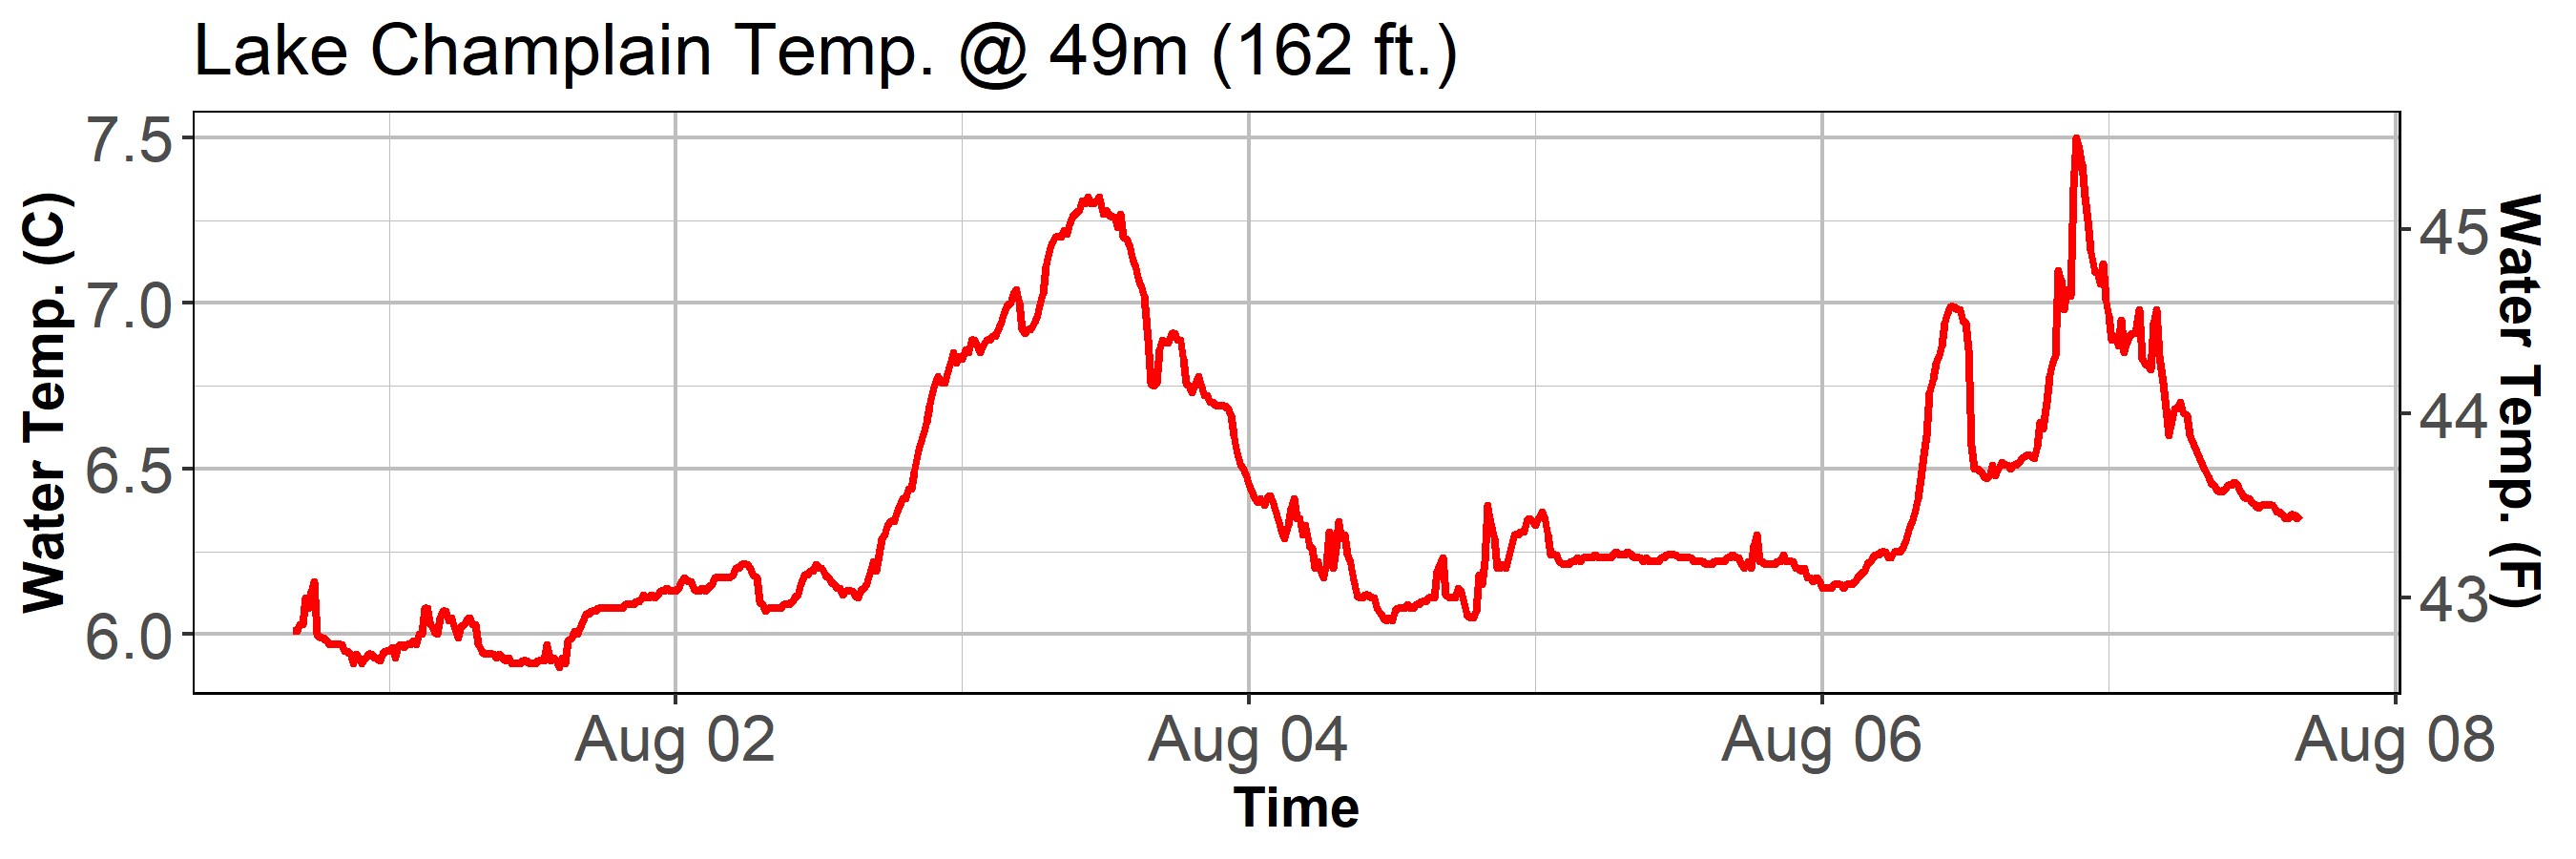 Lake Champlain Temp. @ 49m (162 ft.)
Water Temp. (C)
7.5
7.0
6.5
6.0
45
44
43
Water Temp. (F)
Aug 02 Aug 04 Aug 06 Aug 08
Time